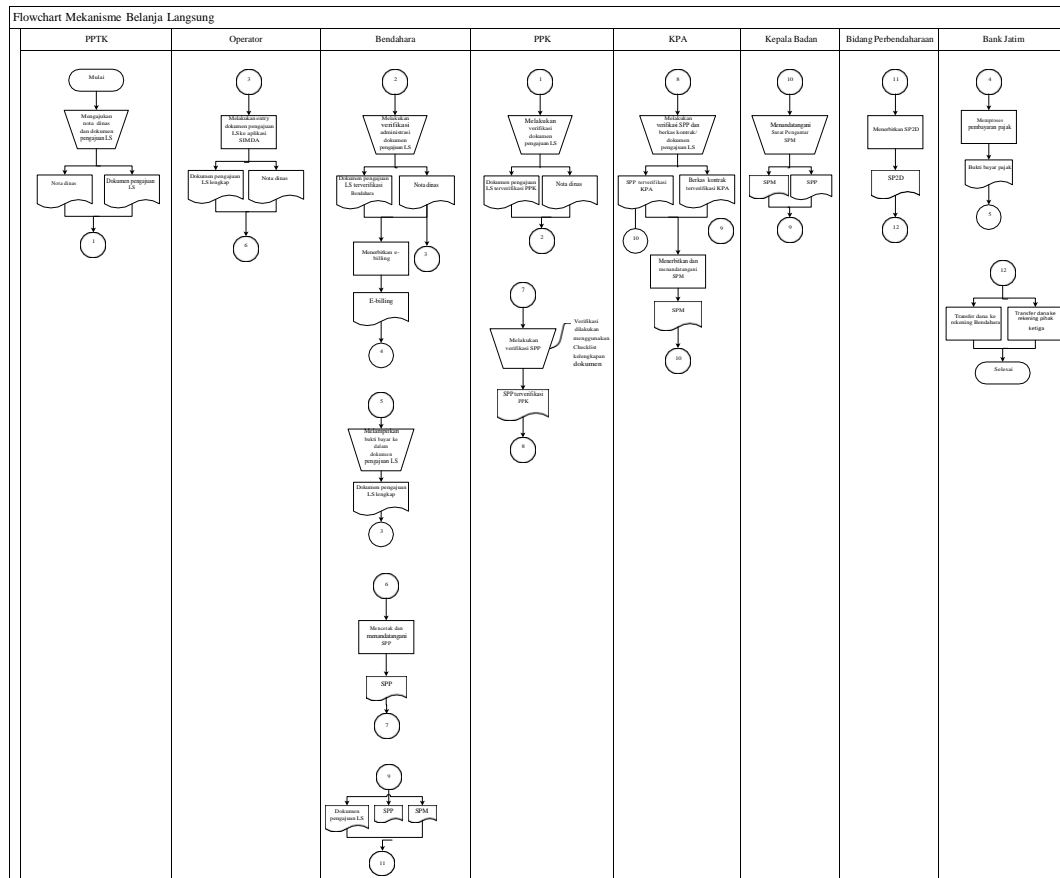 Flowchart Mekanisme Belanja Langsung
PPTK
Operator
Bendahara
PPK
KPA
Kepala Badan
Bidang Perbendaharaan
Bank Jatim
Mulai
Mengajukan
nota dinas
dan dokumen
pengajuan LS
Nota dinas
Dokumen pengajuan
LS
1
3
Melakukan entry
dokumen pengajuan
LS ke aplikasi
SIMDA
Dokumen pengajuan
LS lengkap
Nota dinas
6
2
Melakukan
verifikasi
administrasi
dokumen
pengajuan LS
Dokumen pengajuan
LS terverifikasi
Bendahara
Nota dinas
Menerbitkan e-
billing
3
E-billing
4
5
Melampirkan
bukti bayar ke
dalam
dokumen
pengajuan LS
Dokumen pengajuan
LS lengkap
3
6
Mencetak dan
menandatangani
SPP
SPP
7
9
Dokumen
pengajuan LS
SPP
SPM
11
1
Melakukan
verifikasi
dokumen
pengajuan LS
Dokumen pengajuan
LS terverifikasi PPK
Nota dinas
2
7
Melakukan
verifikasi SPP
Verifikasi
dilakukan
menggunakan
Checklist
kelengkapan
dokumen
SPP terverifikasi
PPK
8
8
Melakukan
verifikasi SPP dan
berkas kontrak/
dokumen
pengajuan LS
SPP terverifikasi
KPA
Berkas kontrak
terverifikasi KPA
10
9
Menerbitkan dan
menandatangani
SPM
SPM
10
10
Menandatangani
Surat Pengantar
SPM
SPM
SPP
9
11
Menerbitkan SP2D
SP2D
12
4
Memproses
pembayaran pajak
Bukti bayar pajak
5
12
Transfer dana ke
rekening Bendahara
Transfer dana ke
rekening pihak
ketiga
Selesai